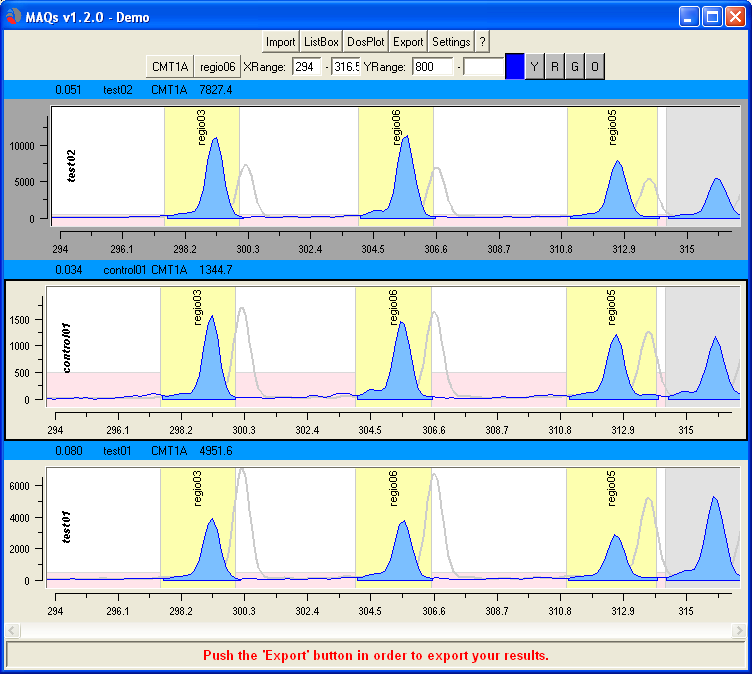 MAQs v1.2.0 - Demo
Import ListBox DosPlot Export Settings ?
CMT1A regio06 XRange: 294 - 316.5 YRange: 800 - Y R G O
0.051 test02 CMT1A 7827.4
regio03 regio06 regio05
test02
10000
5000
0
294 296.1 298.2 300.3 302.4 304.5 306.6 308.7 310.8 312.9 315
0.034 control01 CMT1A 1344.7
regio03 regio06 regio05
control01
1500
1000
500
0
294 296.1 298.2 300.3 302.4 304.5 306.6 308.7 310.8 312.9 315
0.080 test01 CMT1A 4951.6
regio03 regio06 regio05
test01
6000
4000
2000
0
294 296.1 298.2 300.3 302.4 304.5 306.6 308.7 310.8 312.9 315
Push the 'Export' button in order to export your results.